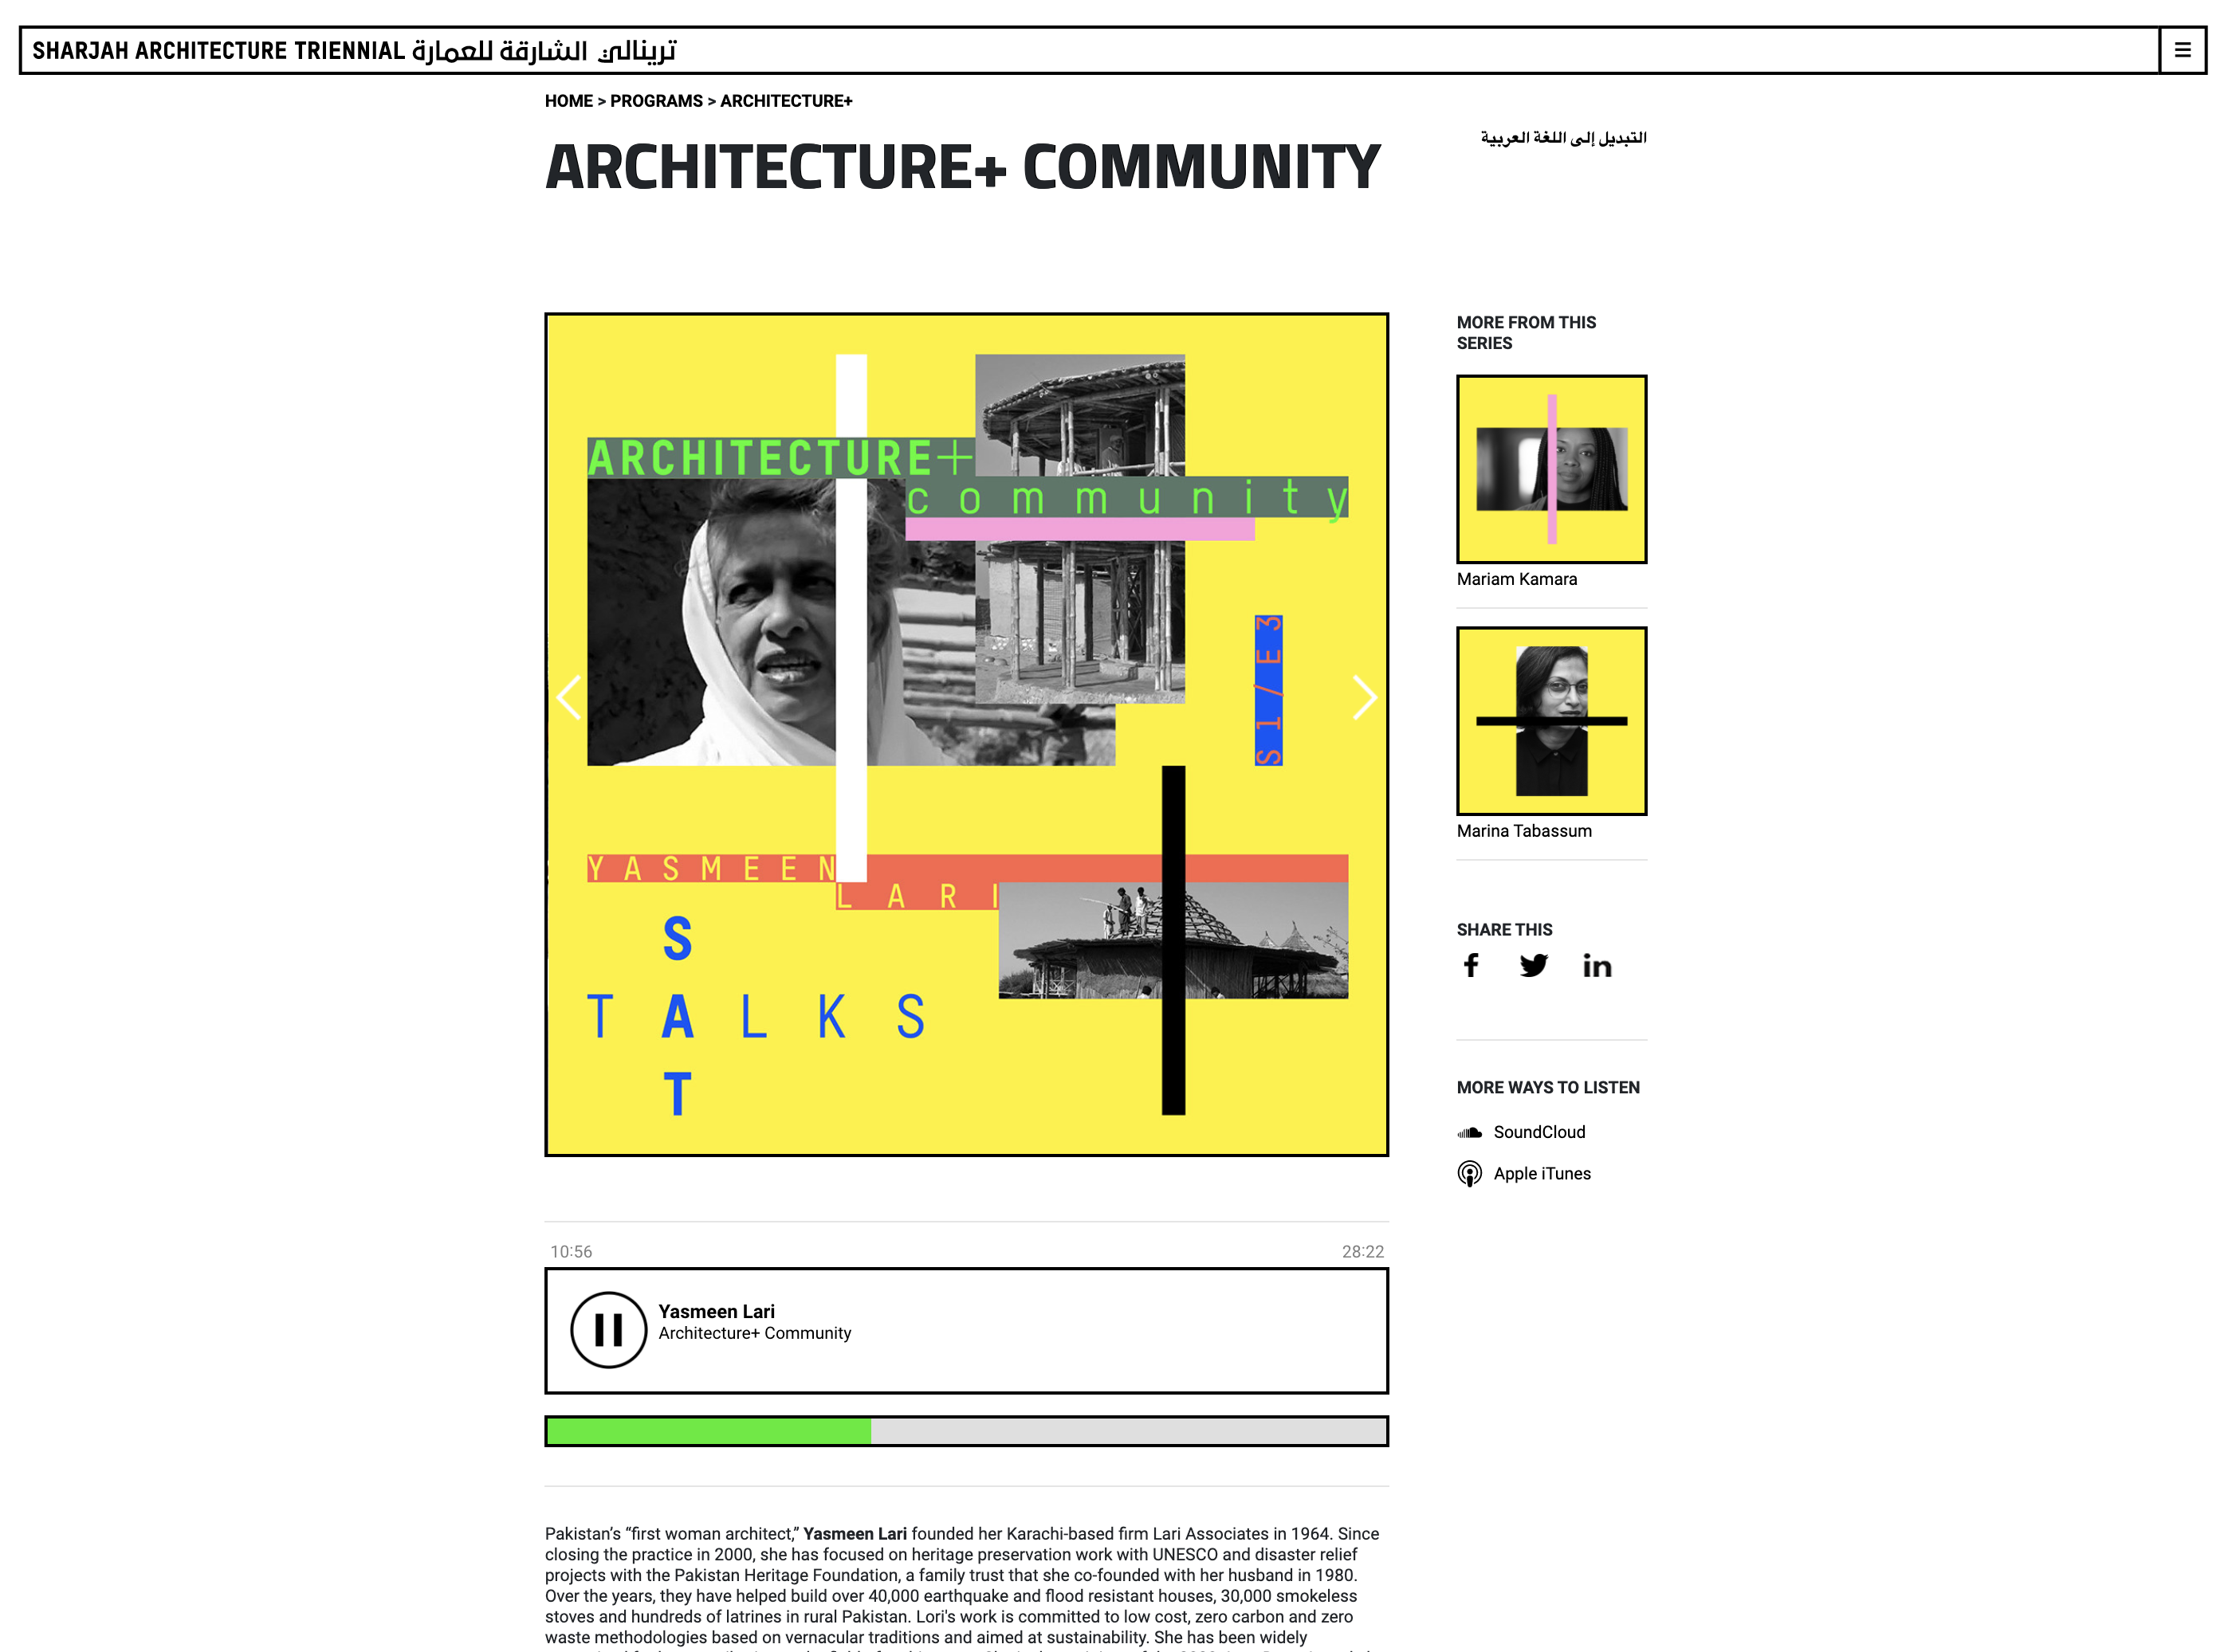 SHARJAH ARCHITECTURE TRIENNIAL ترينالي الشارقة للعمارة
HOME > PROGRAMS > ARCHITECTURE+
التبديل إلى اللغة العربية
ARCHITECTURE+ COMMUNITY
ARCHITECTURE+
community
S1/E3
YASMEEN
LARI
S
TALKS
T
MORE FROM THIS
SERIES
Mariam Kamara
Marina Tabassum
SHARE THIS
MORE WAYS TO LISTEN
SoundCloud
Apple iTunes
10:56
28:22
Yasmeen Lari
Architecture+ Community
Pakistan’s “first woman architect,” Yasmeen Lari founded her Karachi-based firm Lari Associates in 1964. Since
closing the practice in 2000, she has focused on heritage preservation work with UNESCO and disaster relief
projects with the Pakistan Heritage Foundation, a family trust that she co-founded with her husband in 1980.
Over the years, they have helped build over 40,000 earthquake and flood resistant houses, 30,000 smokeless
stoves and hundreds of latrines in rural Pakistan. Lori's work is committed to low cost, zero carbon and zero
waste methodologies based on vernacular traditions and aimed at sustainability. She has been widely